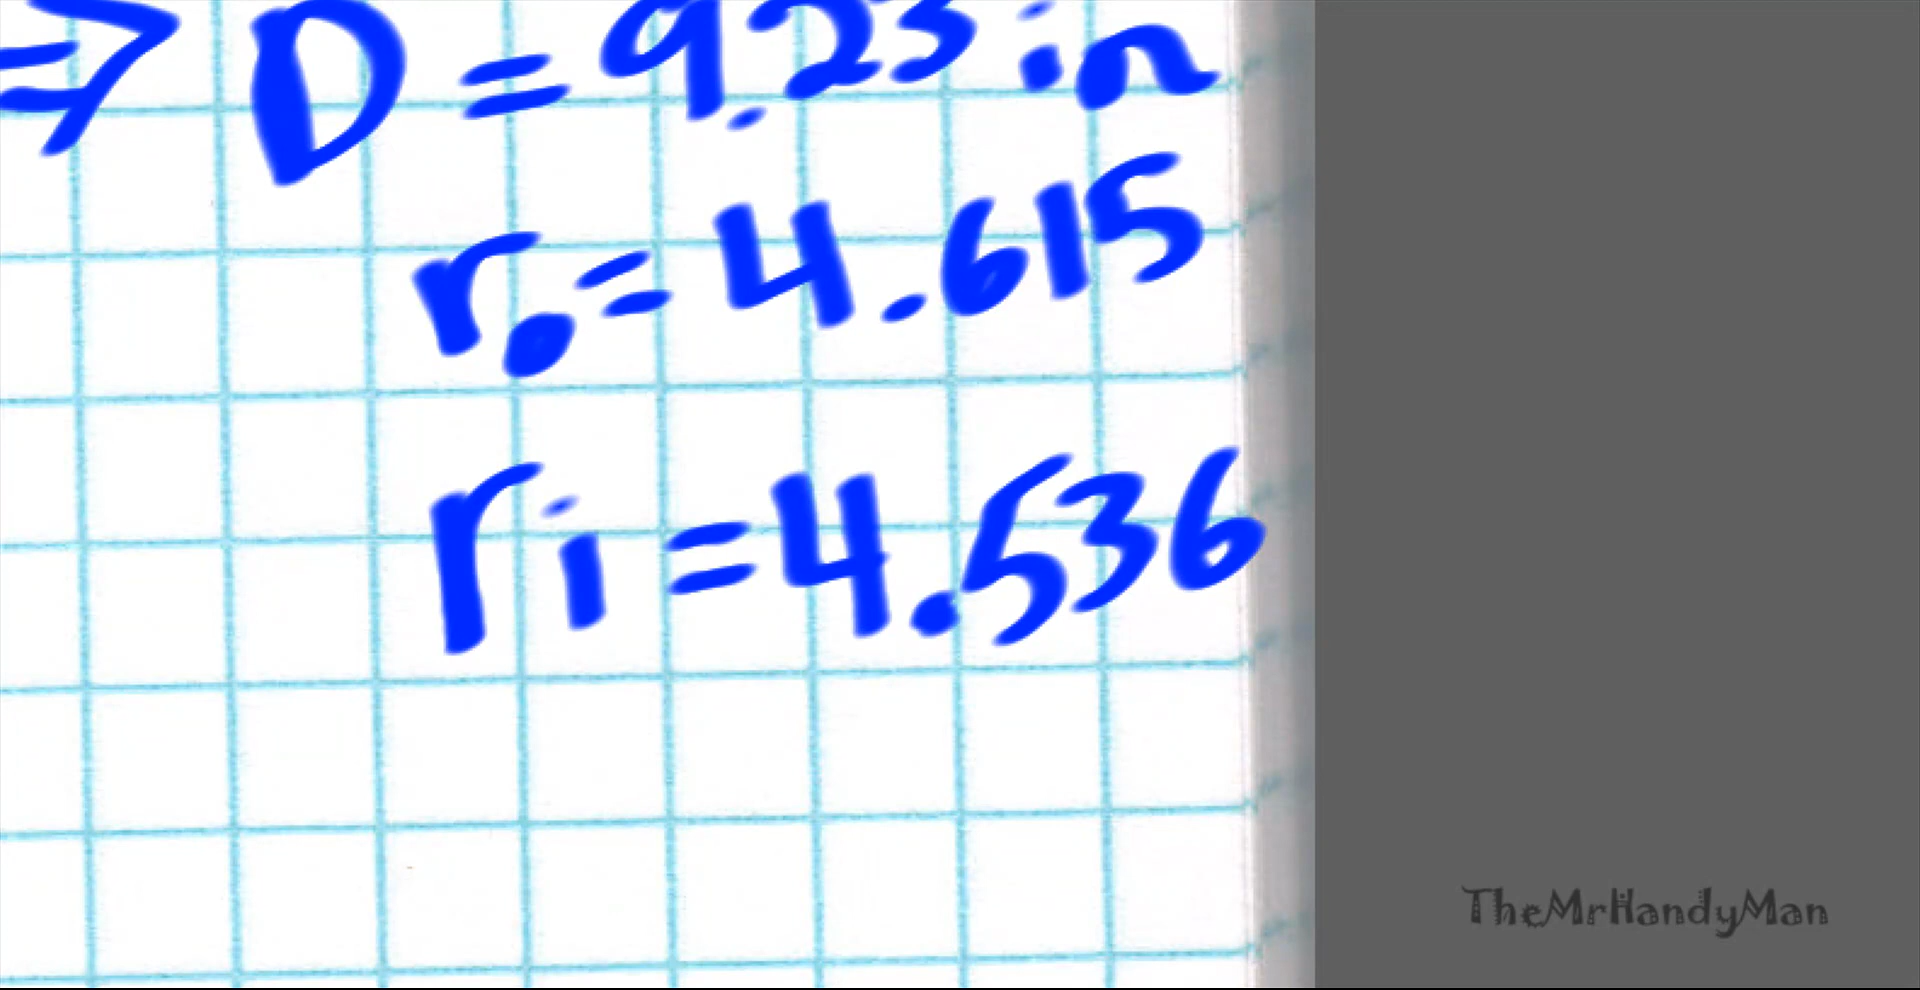 ⇒ D = 9.23 in
r₀ = 4.615
ri = 4.536
TheMrHandyMan